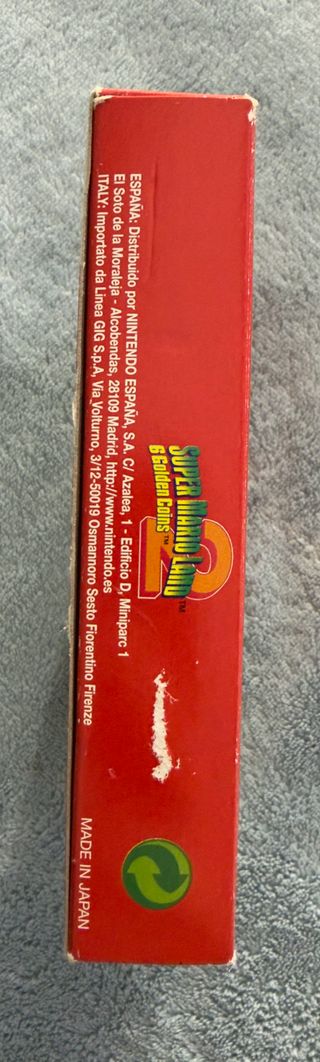 ESPAÑA: Distribuido por NINTENDO ESPAÑA, S.A. C/ Azalea, 1 - Edificio D, Miniparc 1
El Soto de la Moraleja - Alcobendas, 28109 Madrid, http://www.nintendo.es
ITALY: Importato da Linea GIG S.p.A, Via Volturno, 3/12-50019 Osmannoro Sesto Fiorentino Firenze
SUPER MARIO LAND 2™
6 Golden Coins™
MADE IN JAPAN